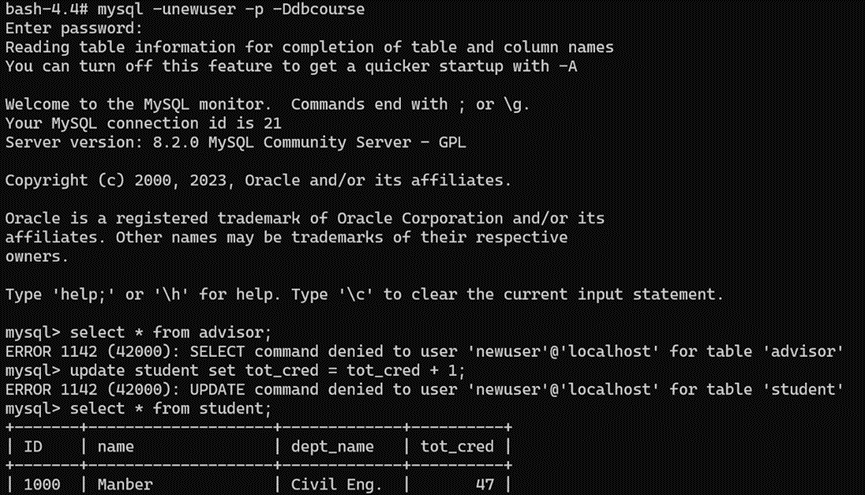 bash-4.4# mysql -unewuser -p -Ddbcourse
Enter password:
Reading table information for completion of table and column names
You can turn off this feature to get a quicker startup with -A

Welcome to the MySQL monitor.  Commands end with ; or \g.
Your MySQL connection id is 21
Server version: 8.2.0 MySQL Community Server - GPL

Copyright (c) 2000, 2023, Oracle and/or its affiliates.

Oracle is a registered trademark of Oracle Corporation and/or its
affiliates. Other names may be trademarks of their respective
owners.

Type 'help;' or '\h' for help. Type '\c' to clear the current input statement.

mysql> select * from advisor;
ERROR 1142 (42000): SELECT command denied to user 'newuser'@'localhost' for table 'advisor'
mysql> update student set tot_cred = tot_cred + 1;
ERROR 1142 (42000): UPDATE command denied to user 'newuser'@'localhost' for table 'student'
mysql> select * from student;
+-------+--------------------+-------------+----------+
| ID    | name               | dept_name   | tot_cred |
+-------+--------------------+-------------+----------+
| 1000  | Manber             | Civil Eng.  |       47 |